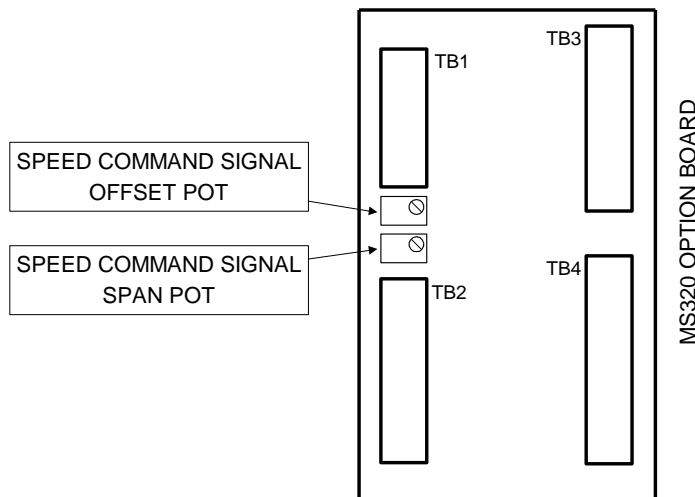 TB3
TB1
SPEED COMMAND SIGNAL
OFFSET POT
SPEED COMMAND SIGNAL
SPAN POT
TB4
TB2
MS320 OPTION BOARD